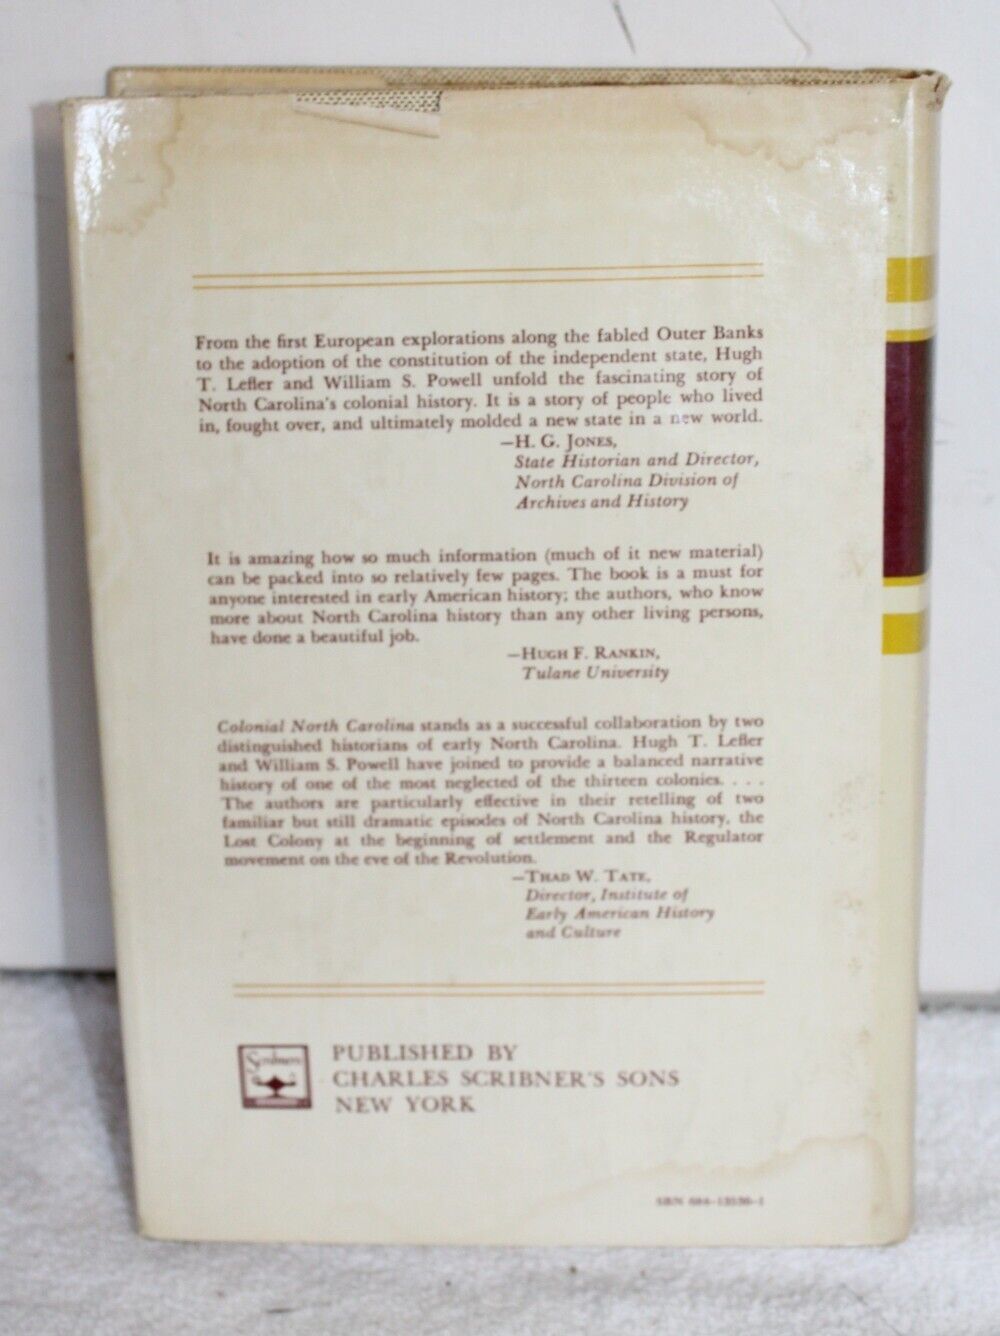 From the first European explorations along the fabled Outer Banks
to the adoption of the constitution of the independent state, Hugh
T. Lefler and William S. Powell unfold the fascinating story of
North Carolina's colonial history. It is a story of people who lived
in, fought over, and ultimately molded a new state in a new world.
—H. G. JONES,
State Historian and Director,
North Carolina Division of
Archives and History
It is amazing how so much information (much of it new material)
can be packed into so relatively few pages. The book is a must for
anyone interested in early American history; the authors, who know
more about North Carolina history than any other living persons,
have done a beautiful job.
—HUGH F. RANKIN,
Tulane University
Colonial North Carolina stands as a successful collaboration by two
distinguished historians of early North Carolina. Hugh T. Lefler
and William S. Powell have joined to provide a balanced narrative
history of one of the most neglected of the thirteen colonies. . . .
The authors are particularly effective in their retelling of two
familiar but still dramatic episodes of North Carolina history, the
Lost Colony at the beginning of settlement and the Regulator
movement on the eve of the Revolution.
—THAD W. TATE,
Director, Institute of
Early American History
and Culture
Scribners
PUBLISHED BY
CHARLES SCRIBNER'S SONS
NEW YORK
SBN 684-13536-1